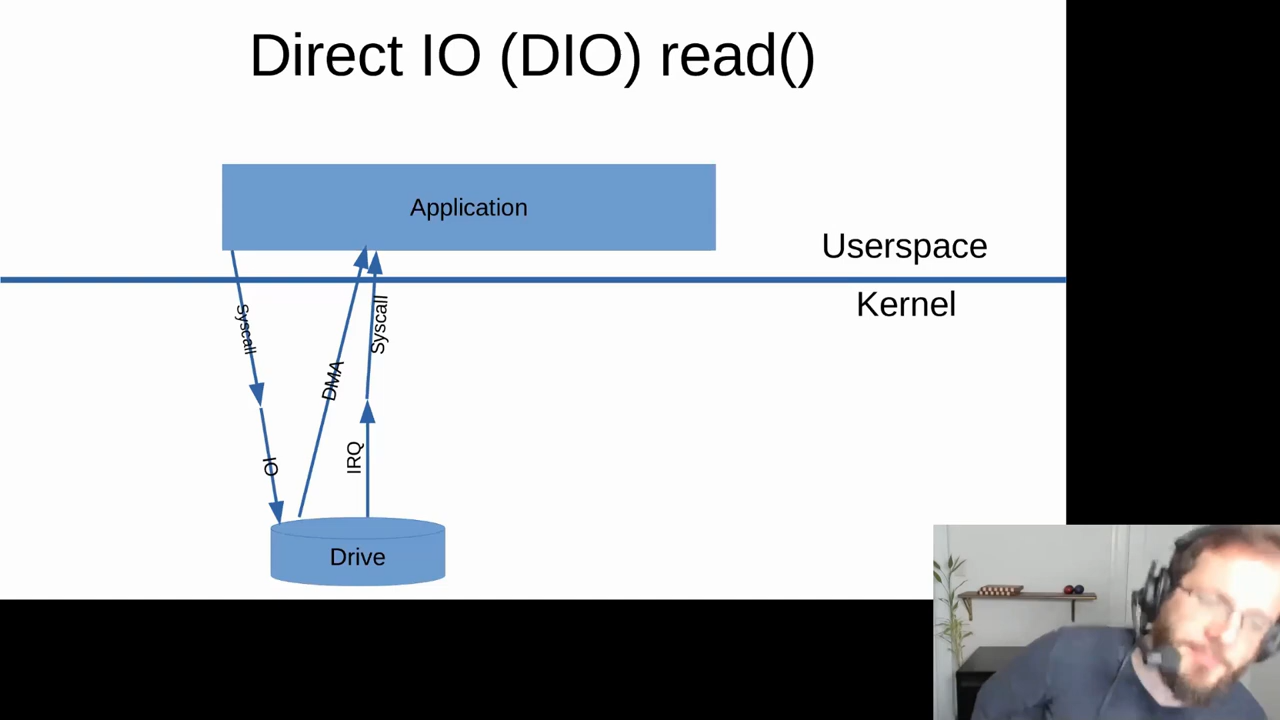 Direct IO (DIO) read()
Application
Userspace
Kernel
Syscall
Syscall
DMA
IO
IRQ
Drive